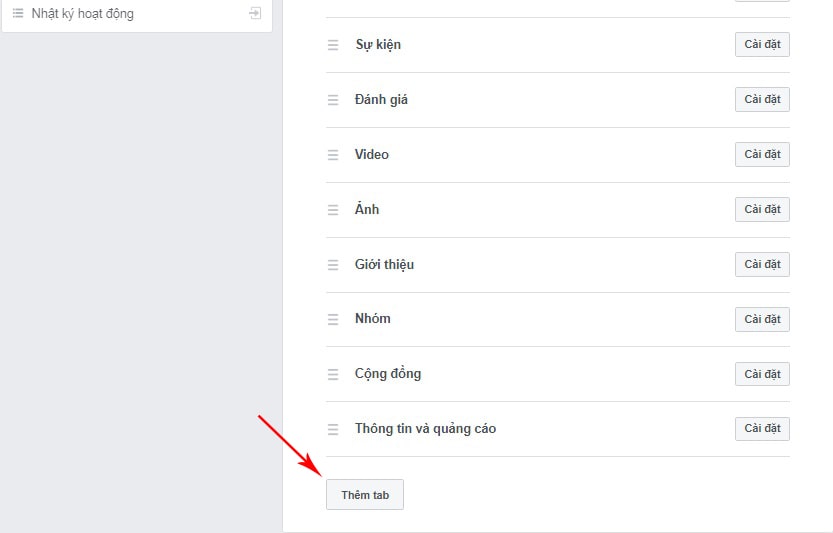 Nhật ký hoạt động
Sự kiện
Cài đặt
Đánh giá
Cài đặt
Video
Cài đặt
Ảnh
Cài đặt
Giới thiệu
Cài đặt
Nhóm
Cài đặt
Cộng đồng
Cài đặt
Thông tin và quảng cáo
Cài đặt
Thêm tab